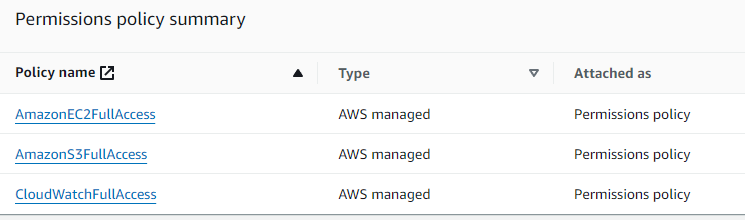 Permissions policy summary
Policy name Type Attached as
AmazonEC2FullAccess AWS managed Permissions policy
AmazonS3FullAccess AWS managed Permissions policy
CloudWatchFullAccess AWS managed Permissions policy